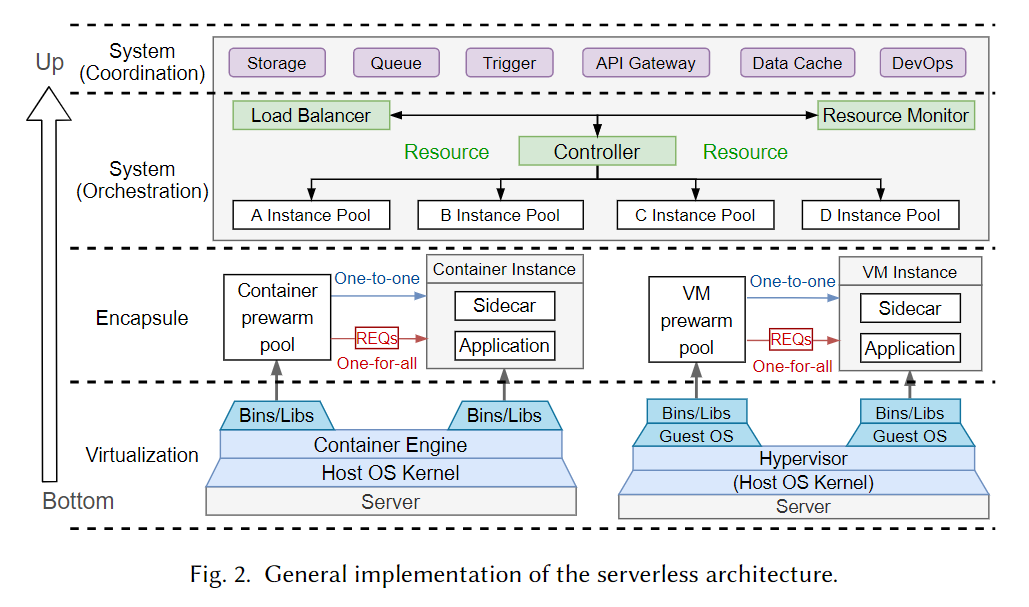 Up
System
(Coordination)
Storage
Queue
Trigger
API Gateway
Data Cache
DevOps
Load Balancer
Resource Monitor
Resource
Controller
Resource
System
(Orchestration)
A Instance Pool
B Instance Pool
C Instance Pool
D Instance Pool
Encapsule
Container
prewarm
pool
One-to-one
REQs
One-for-all
Container Instance
Sidecar
Application
VM
prewarm
pool
One-to-one
REQs
One-for-all
VM Instance
Sidecar
Application
Virtualization
Bins/Libs
Bins/Libs
Container Engine
Host OS Kernel
Server
Bins/Libs
Guest OS
Bins/Libs
Guest OS
Hypervisor
(Host OS Kernel)
Server
Bottom
Fig. 2. General implementation of the serverless architecture.